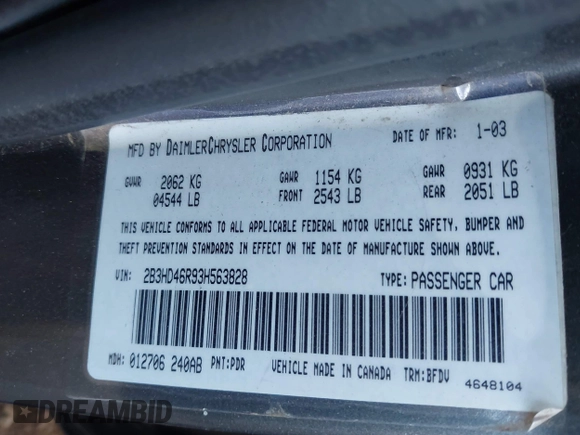 MFD BY DAIMLERCHRYSLER CORPORATION DATE OF MFR: 1-03
GVWR 2062 KG GAWR 1154 KG GAWR 0931 KG
04544 LB FRONT 2543 LB REAR 2051 LB
THIS VEHICLE CONFORMS TO ALL APPLICABLE FEDERAL MOTOR VEHICLE SAFETY, BUMPER AND
THEFT PREVENTION STANDARDS IN EFFECT ON THE DATE OF MANUFACTURE SHOWN ABOVE.
VIN: 2B3HD46R93H563828 TYPE: PASSENGER CAR
MDH: 012706 240AB PNT: PDR VEHICLE MADE IN CANADA TRM: BFDV
4648104
DREAMBID